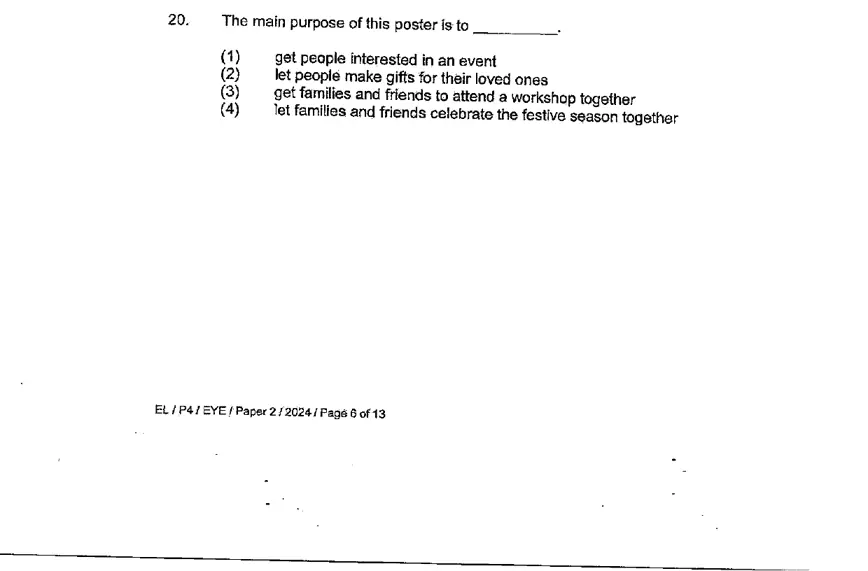 20. The main purpose of this poster is to __________.
(1) get people interested in an event
(2) let people make gifts for their loved ones
(3) get families and friends to attend a workshop together
(4) let families and friends celebrate the festive season together
EL / P4 / EYE / Paper 2 / 2024 / Page 6 of 13